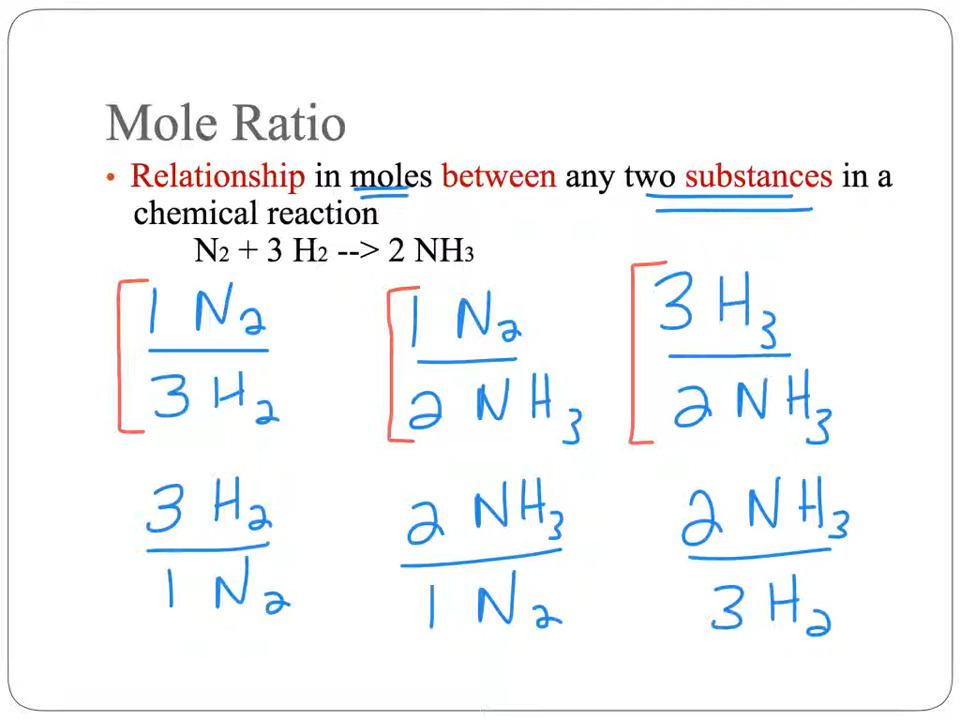 Mole Ratio
• Relationship in moles between any two substances in a
chemical reaction
N2 + 3 H2 --> 2 NH3
1 N2 1 N2 3 H3
3 H2 2 NH3 2 NH3
3 H2 2 NH3 2 NH3
1 N2 1 N2 3 H2